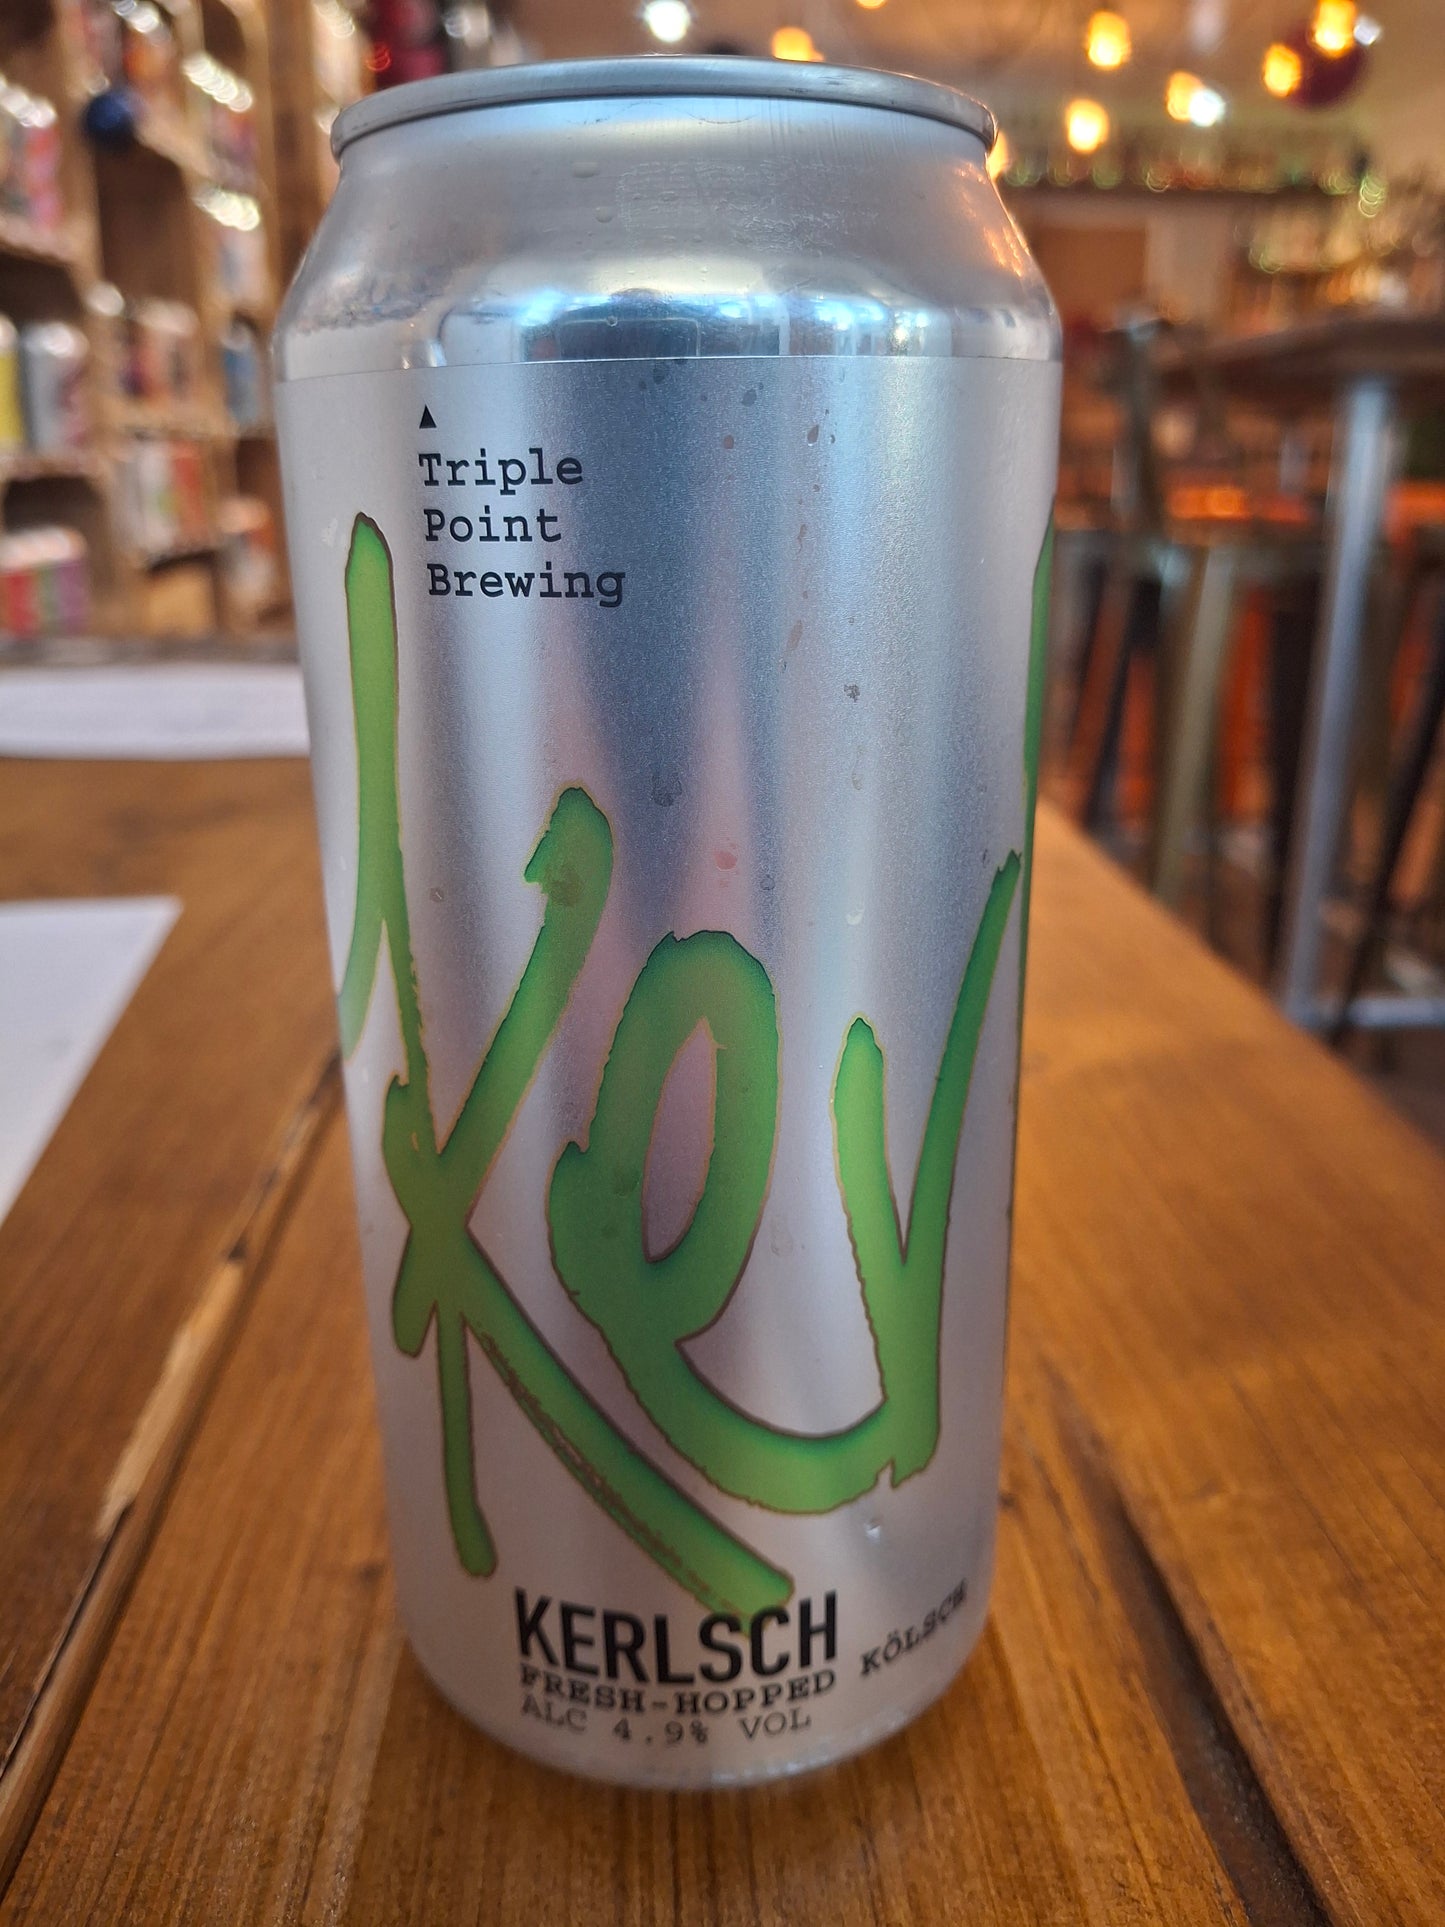 Triple
Point
Brewing
Kev
KERLSCH
FRESH-HOPPED KÖLSCH
ALC 4.9% VOL